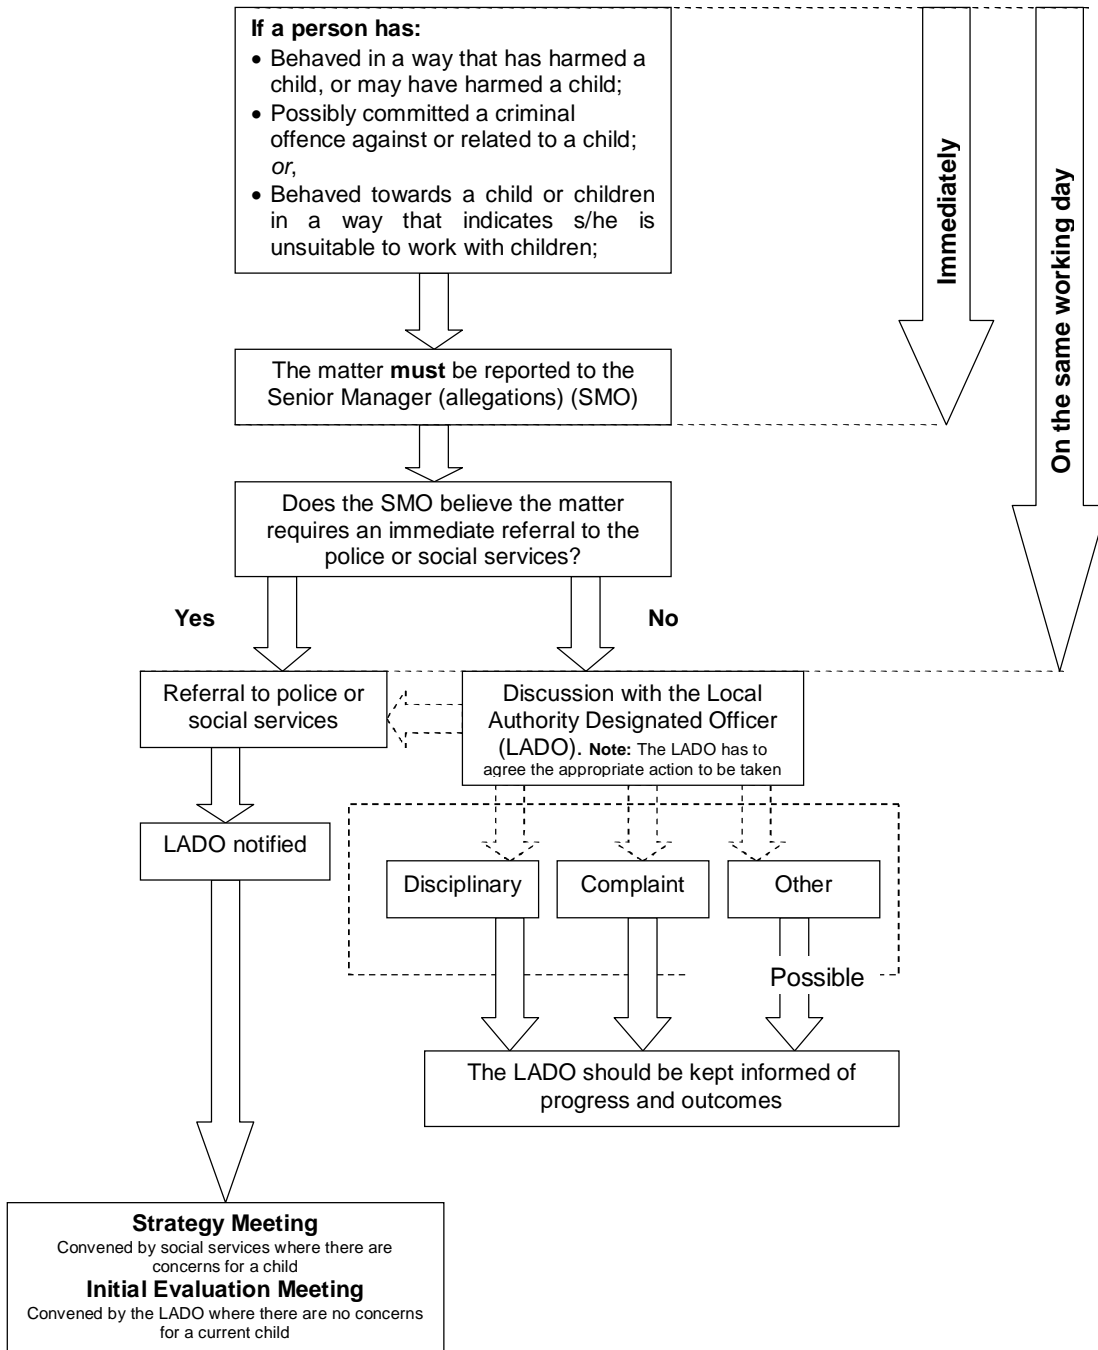 If a person has:
• Behaved in a way that has harmed a
child, or may have harmed a child;
• Possibly committed a criminal
offence against or related to a child;
or,
• Behaved towards a child or children
in a way that indicates s/he is
unsuitable to work with children;
Immediately
On the same working day
The matter must be reported to the
Senior Manager (allegations) (SMO)
Does the SMO believe the matter
requires an immediate referral to the
police or social services?
Yes
No
Referral to police or
social services
Discussion with the Local
Authority Designated Officer
(LADO). Note: The LADO has to
agree the appropriate action to be taken
LADO notified
Disciplinary
Complaint
Other
Possible
The LADO should be kept informed of
progress and outcomes
Strategy Meeting
Convened by social services where there are
concerns for a child
Initial Evaluation Meeting
Convened by the LADO where there are no concerns
for a current child